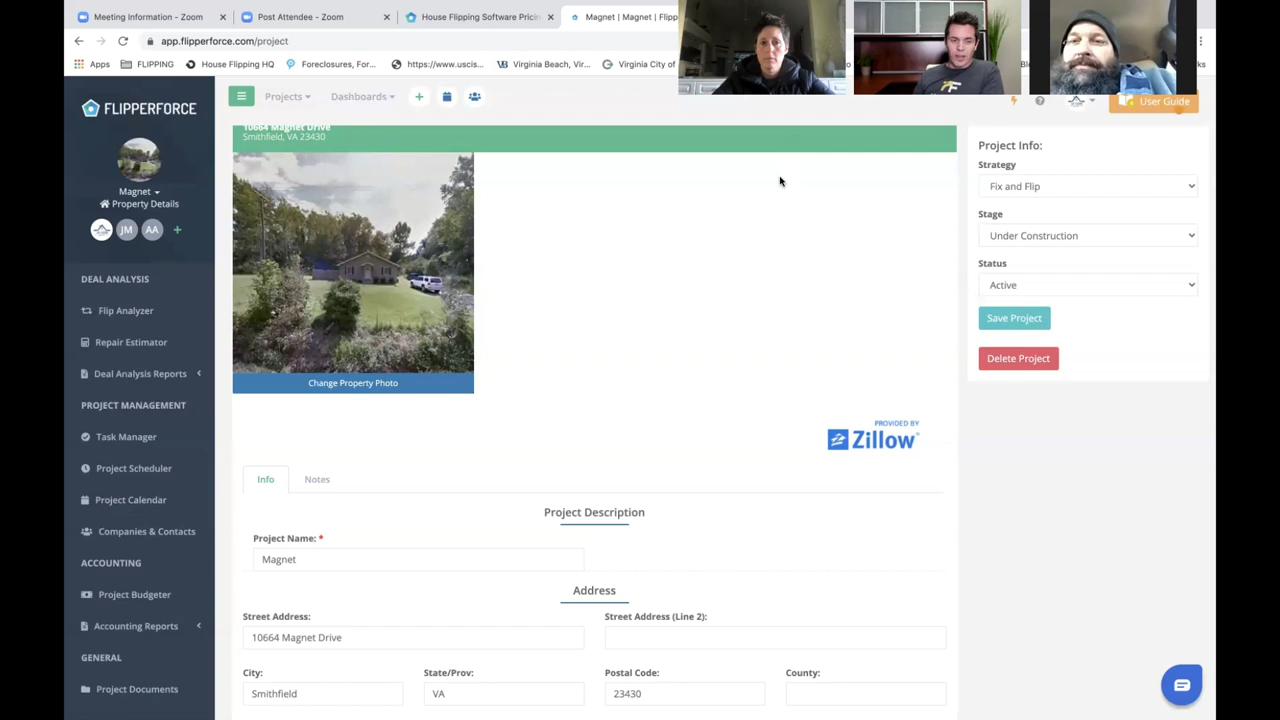 Meeting Information - Zoom
Post Attendee - Zoom
House Flipping Software Pricin
Magnet | Magnet | Flipp
app.flipperforce.com/project
Apps
FLIPPING
House Flipping HQ
Foreclosures, For...
https://www.uscis...
Virginia Beach, Vir...
Virginia City of
FLIPPERFORCE
Projects
Dashboards
User Guide
Magnet
Property Details
JM
AA
DEAL ANALYSIS
Flip Analyzer
Repair Estimator
Deal Analysis Reports
PROJECT MANAGEMENT
Task Manager
Project Scheduler
Project Calendar
Companies & Contacts
ACCOUNTING
Project Budgeter
Accounting Reports
GENERAL
Project Documents
10664 Magnet Drive
Smithfield, VA 23430
Change Property Photo
PROVIDED BY
Zillow
Info
Notes
Project Description
Project Name: *
Magnet
Address
Street Address:
Street Address (Line 2):
10664 Magnet Drive
City:
State/Prov:
Postal Code:
County:
Smithfield
VA
23430
Project Info:
Strategy
Fix and Flip
Stage
Under Construction
Status
Active
Save Project
Delete Project